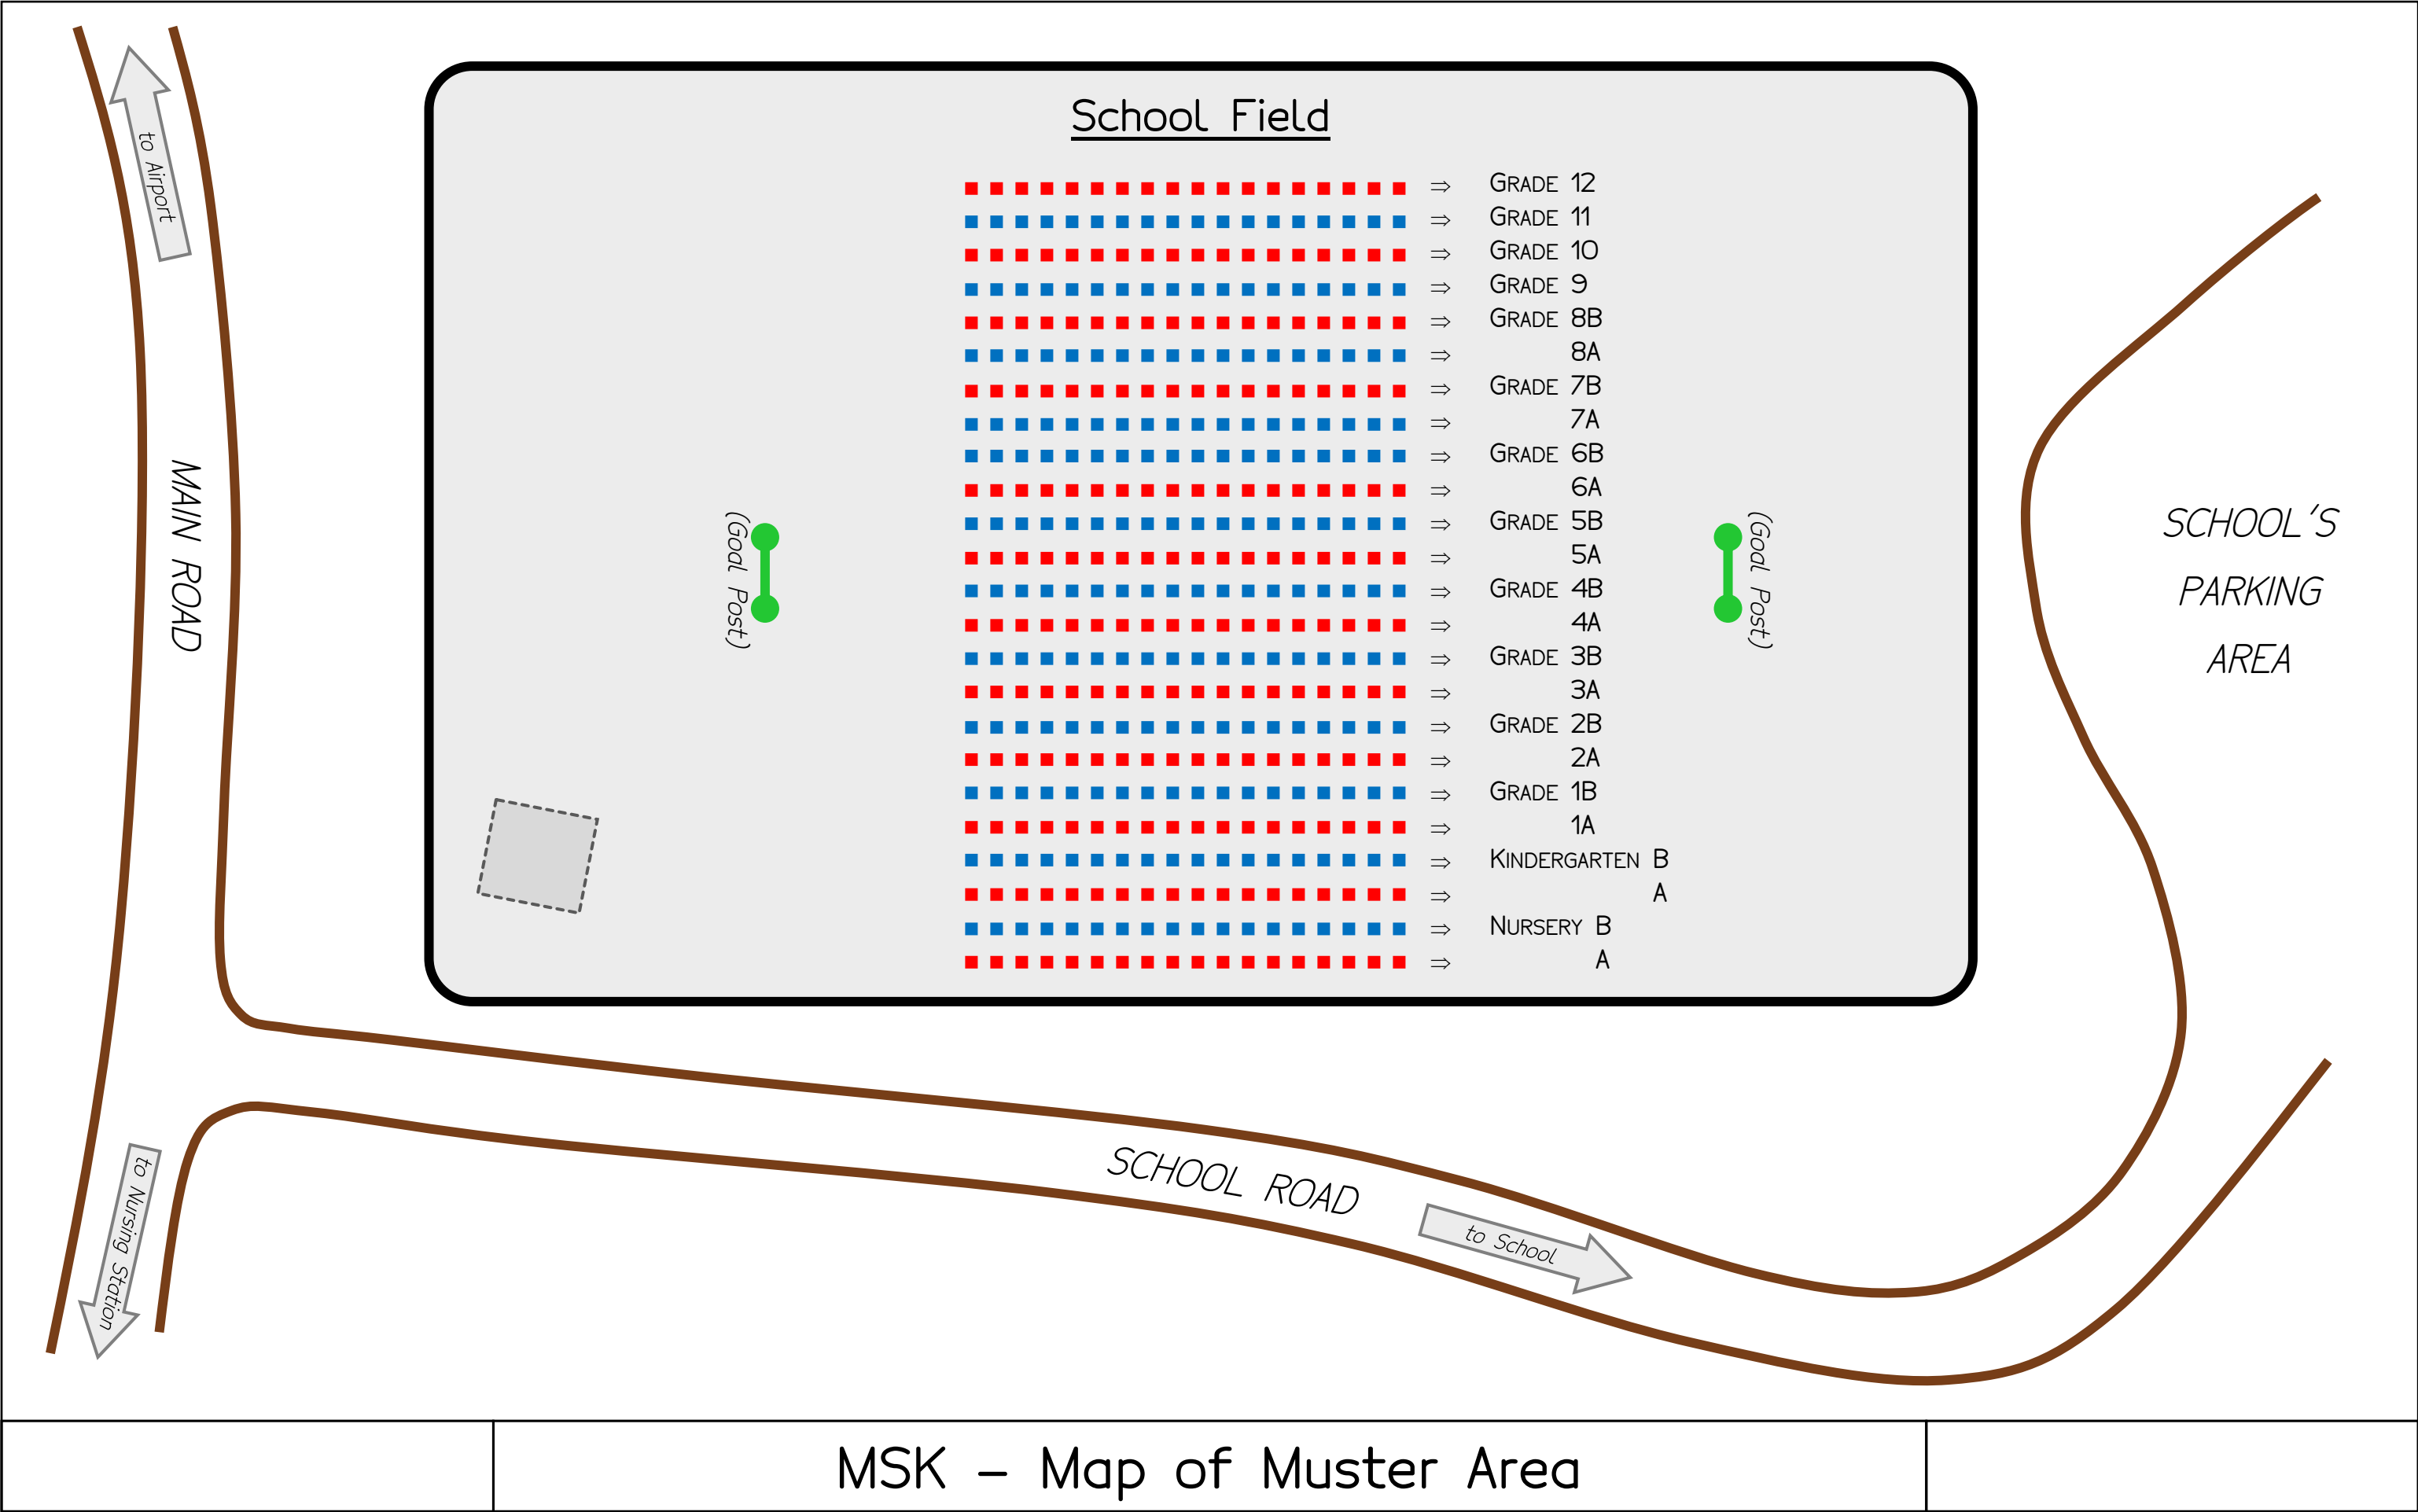 School Field
to Airport
⇒ GRADE 12
⇒ GRADE 11
⇒ GRADE 10
⇒ GRADE 9
⇒ GRADE 8B
⇒ 8A
⇒ GRADE 7B
⇒ 7A
⇒ GRADE 6B
⇒ 6A
⇒ GRADE 5B
⇒ 5A
⇒ GRADE 4B
⇒ 4A
⇒ GRADE 3B
⇒ 3A
⇒ GRADE 2B
⇒ 2A
⇒ GRADE 1B
⇒ 1A
⇒ KINDERGARTEN B
⇒ A
⇒ NURSERY B
⇒ A
MAIN ROAD
(Goal Post)
(Goal Post)
SCHOOL'S
PARKING
AREA
to Nursing Station
SCHOOL ROAD
to School
MSK - Map of Muster Area